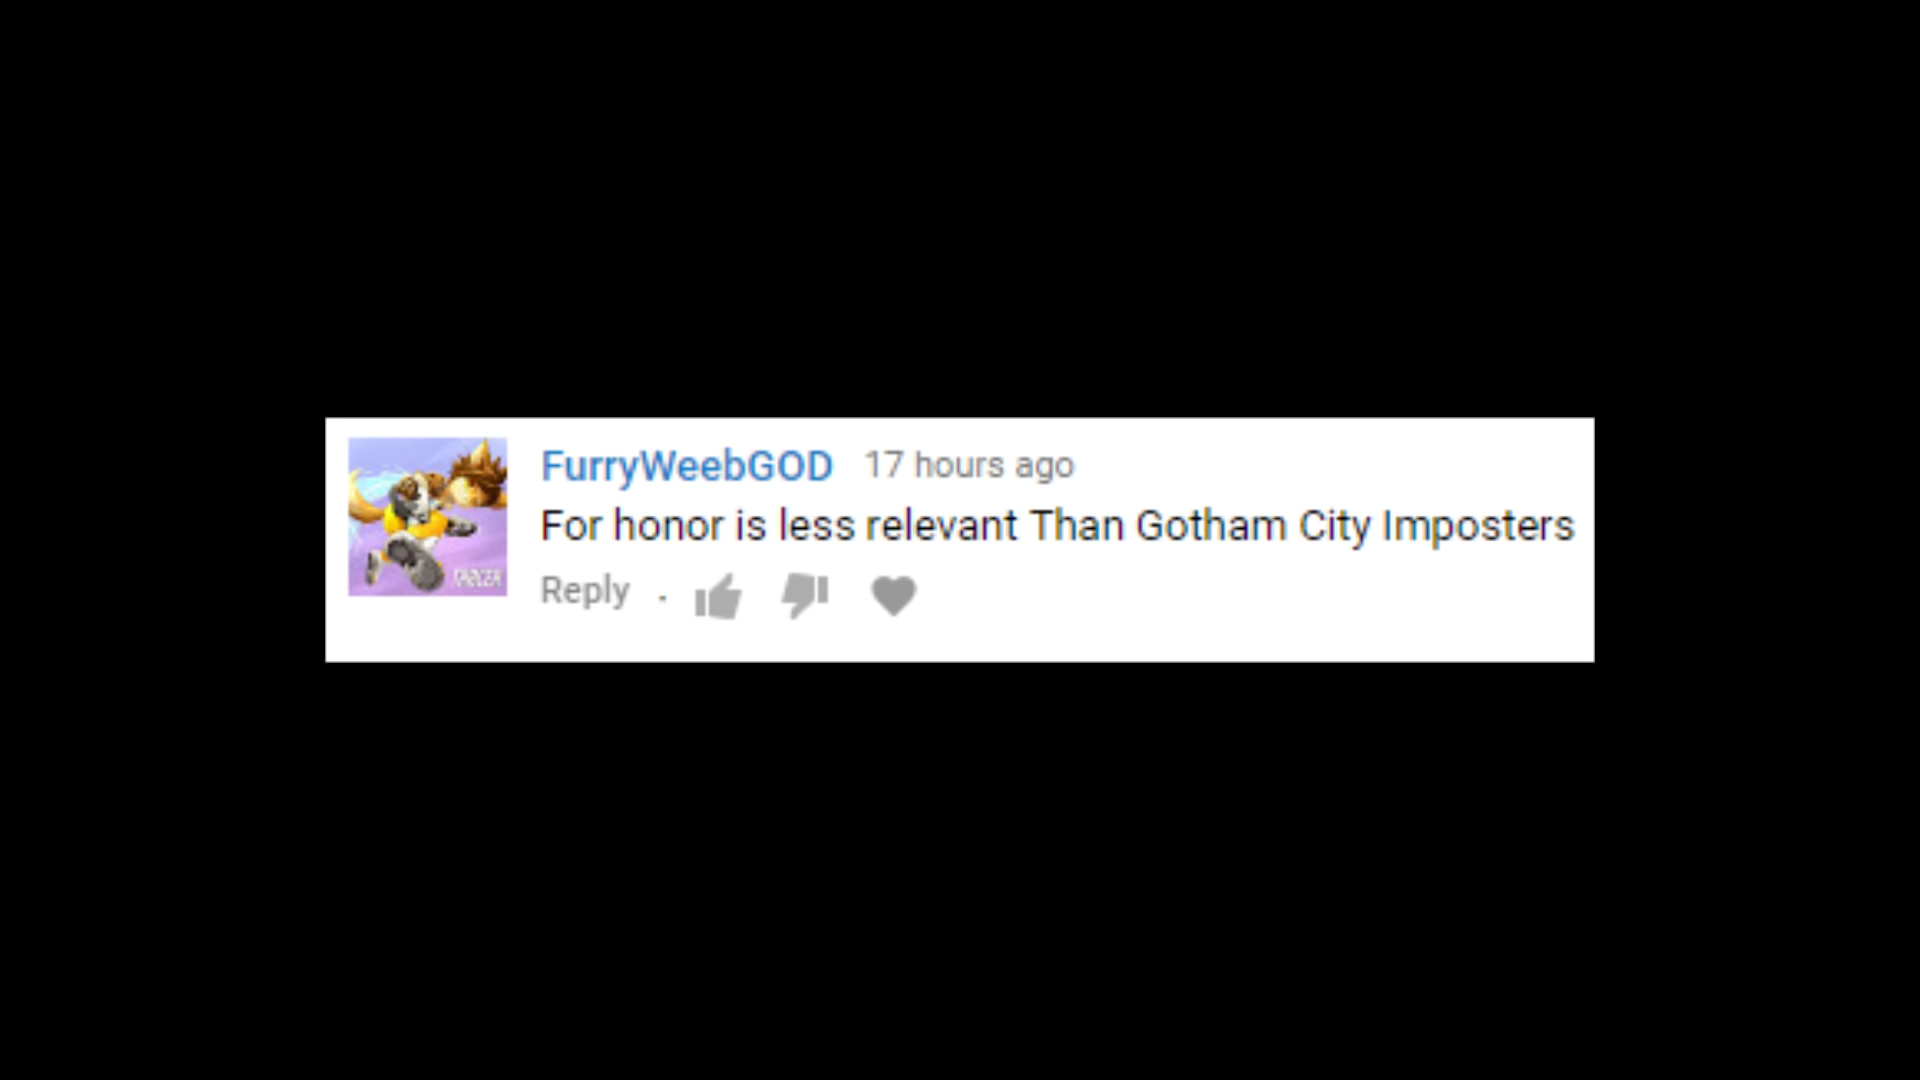 FurryWeebGOD 17 hours ago
For honor is less relevant Than Gotham City Imposters
Reply .